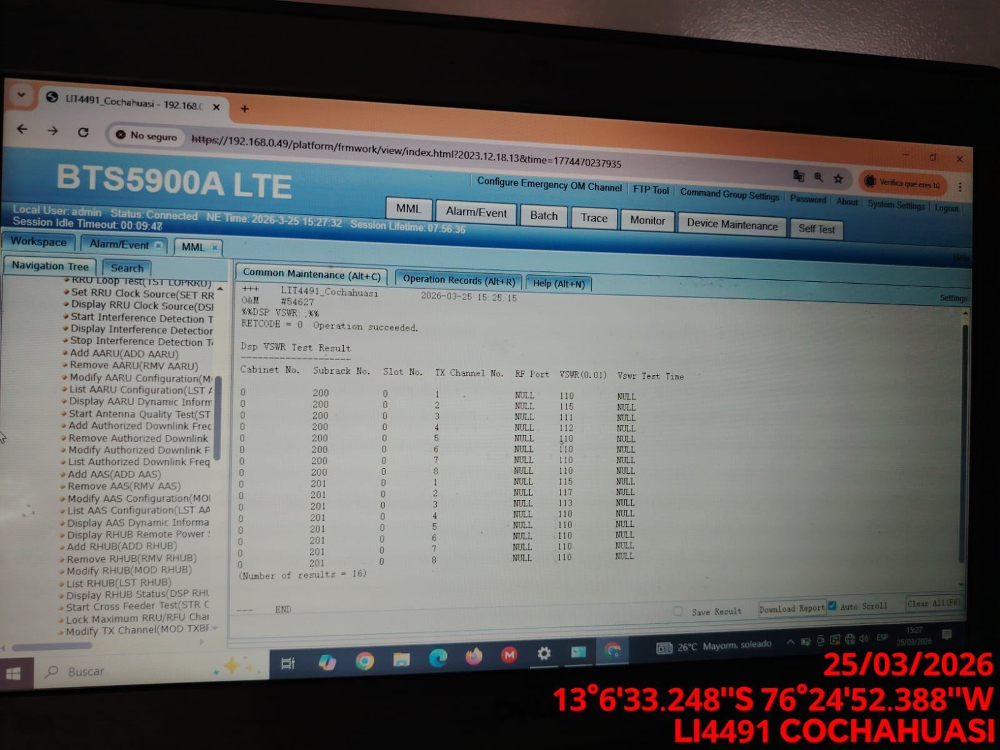 LIT4491_Cochahuasi - 192.168.0
No seguro https://192.168.0.49/platform/frmwork/view/index.html?2023.12.18.13&time=1774470237935
Verifica que eres tú
BTS5900A LTE
Configure Emergency OM Channel FTP Tool Command Group Settings Password About System Settings Logout
MML Alarm/Event Batch Trace Monitor Device Maintenance Self Test
Local User: admin Status: Connected NE Time: 2026-3-25 15:27:32 Session Lifetime: 07:56:35
Session Idle Timeout: 00:09:47
Help
Workspace Alarm/Event MML
Navigation Tree Search
RRU Loop Test(TST LOPRRU)
Set RRU Clock Source(SET RR
Display RRU Clock Source(DSF
Start Interference Detection T
Display Interference Detection
Stop Interference Detection Te
Add AARU(ADD AARU)
Remove AARU(RMV AARU)
Modify AARU Configuration(M
List AARU Configuration(LST A
Display AARU Dynamic Inform
Start Antenna Quality Test(ST
Add Authorized Downlink Frec
Remove Authorized Downlink
Modify Authorized Downlink F
List Authorized Downlink Freq
Add AAS(ADD AAS)
Remove AAS(RMV AAS)
Modify AAS Configuration(MOI
List AAS Configuration(LST AA
Display AAS Dynamic Informa
Display RHUB Remote Power
Add RHUB(ADD RHUB)
Remove RHUB(RMV RHUB)
Modify RHUB(MOD RHUB)
List RHUB(LST RHUB)
Display RHUB Status(DSP RHU
Start Cross Feeder Test(STR C
Lock Maximum RRU/RFU Char
Modify TX Channel(MOD TXBF
Common Maintenance (Alt+C) Operation Records (Alt+R) Help (Alt+N)
Settings
+++ LIT4491_Cochahuasi 2026-03-25 15:25:15
O&M #54627
%%DSP VSWR:;%%
RETCODE = 0 Operation succeeded.
Dsp VSWR Test Result
--------------------
Cabinet No. Subrack No. Slot No. TX Channel No. RF Port VSWR(0.01) Vswr Test Time
0 200 0 1 NULL 110 NULL
0 200 0 2 NULL 115 NULL
0 200 0 3 NULL 111 NULL
0 200 0 4 NULL 112 NULL
0 200 0 5 NULL 110 NULL
0 200 0 6 NULL 110 NULL
0 200 0 7 NULL 110 NULL
0 200 0 8 NULL 110 NULL
0 201 0 1 NULL 115 NULL
0 201 0 2 NULL 117 NULL
0 201 0 3 NULL 113 NULL
0 201 0 4 NULL 110 NULL
0 201 0 5 NULL 110 NULL
0 201 0 6 NULL 110 NULL
0 201 0 7 NULL 110 NULL
0 201 0 8 NULL 110 NULL
(Number of results = 16)
--- END
Save Result Download Report Auto Scroll Clear All(F6)
Buscar
26°C Mayorm. soleado
ESP
15:27
25/03/2026
25/03/2026
13°6'33.248"S 76°24'52.388"W
LI4491 COCHAHUASI